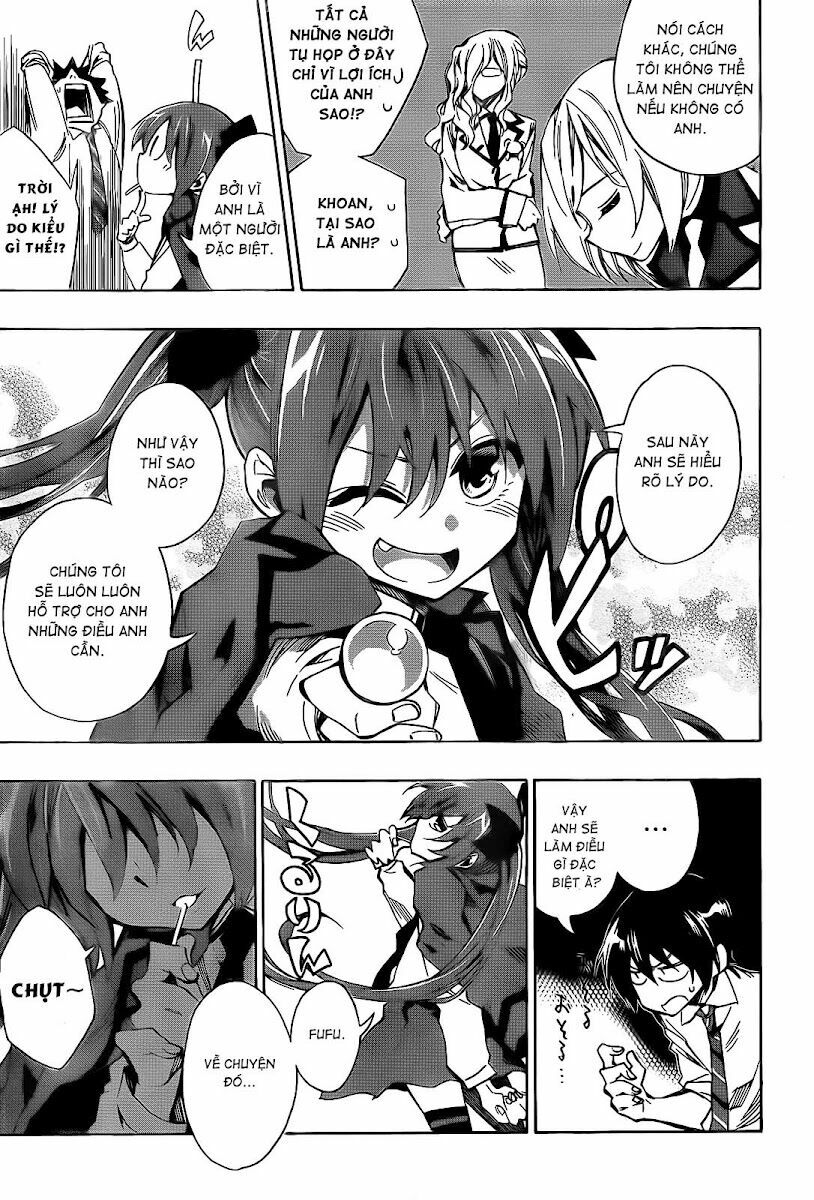 NÓI CÁCH
KHÁC, CHÚNG
TÔI KHÔNG THỂ
LÀM NÊN CHUYỆN
NẾU KHÔNG CÓ
ANH.
TẤT CẢ
NHỮNG NGƯỜI
TỤ HỌP Ở ĐÂY
CHỈ VÌ LỢI ÍCH
CỦA ANH
SAO!?
KHOAN,
TẠI SAO
LÀ ANH?
BỞI VÌ
ANH LÀ
MỘT NGƯỜI
ĐẶC BIỆT.
TRỜI
ẠH! LÝ
DO KIỂU
GÌ THẾ!?
SAU NÀY
ANH SẼ HIỂU
RÕ LÝ DO.
NHƯ VẬY
THÌ SAO
NÀO?
CHÚNG TÔI
SẼ LUÔN LUÔN
HỖ TRỢ CHO ANH
NHỮNG ĐIỀU ANH
CẦN.
ビッ
...
VẬY
ANH SẼ
LÀM ĐIỀU
GÌ ĐẶC
BIỆT À?
FUFU.
VỀ CHUYỆN
ĐÓ...
CHỤT~